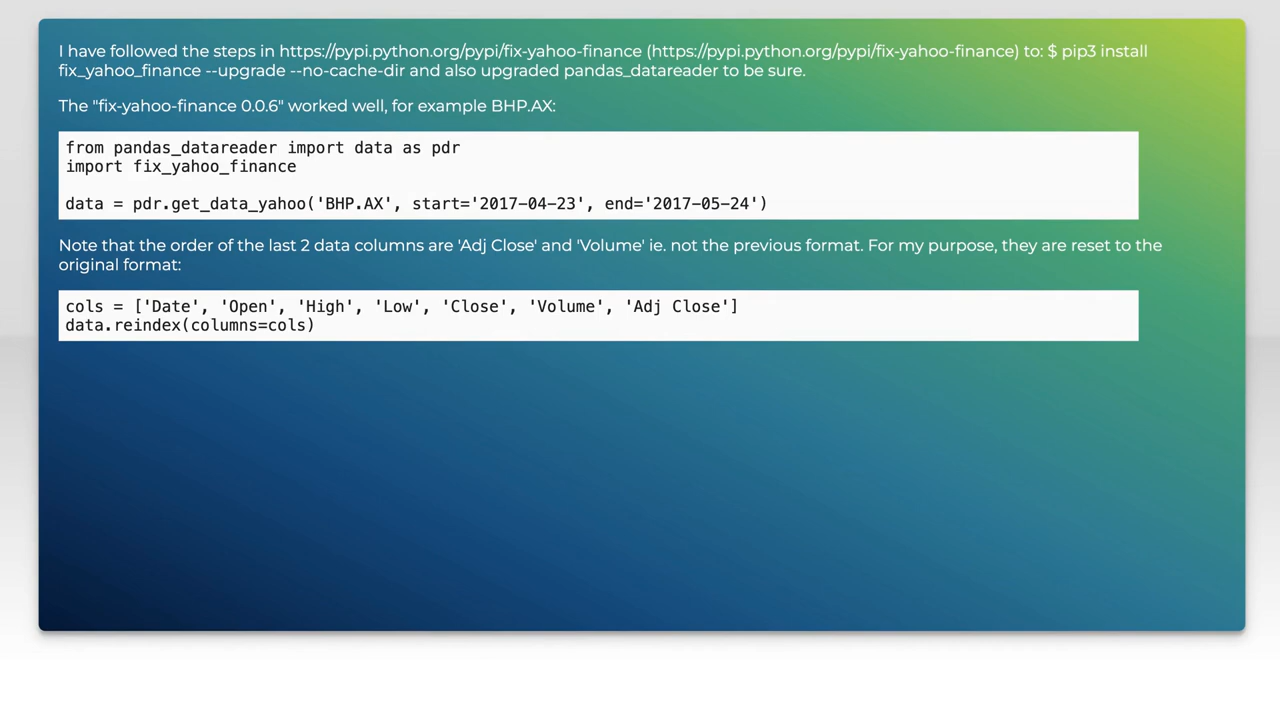 I have followed the steps in https://pypi.python.org/pypi/fix-yahoo-finance (https://pypi.python.org/pypi/fix-yahoo-finance) to: $ pip3 install
fix_yahoo_finance --upgrade --no-cache-dir and also upgraded pandas_datareader to be sure.
The "fix-yahoo-finance 0.0.6" worked well, for example BHP.AX:
from pandas_datareader import data as pdr
import fix_yahoo_finance
data = pdr.get_data_yahoo('BHP.AX', start='2017-04-23', end='2017-05-24')
Note that the order of the last 2 data columns are 'Adj Close' and 'Volume' ie. not the previous format. For my purpose, they are reset to the
original format:
cols = ['Date', 'Open', 'High', 'Low', 'Close', 'Volume', 'Adj Close']
data.reindex(columns=cols)